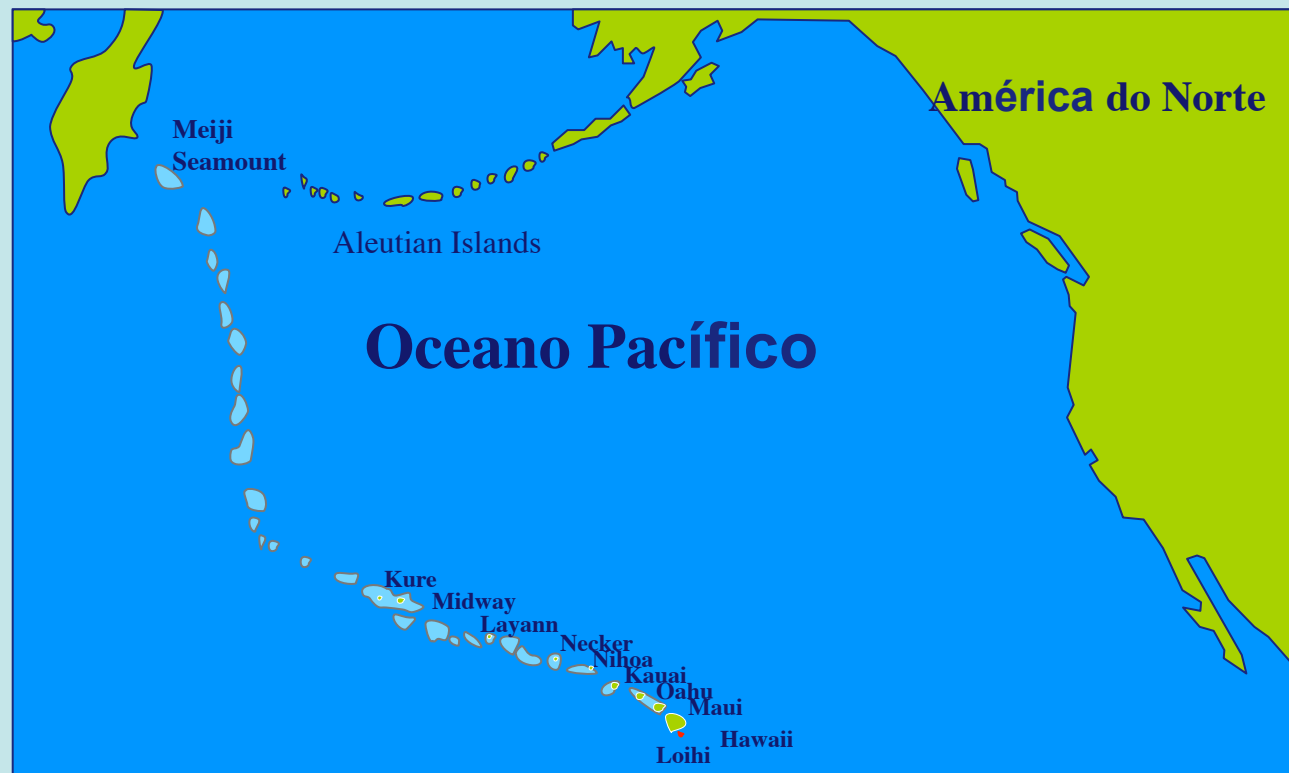 América do Norte
Meiji
Seamount
Aleutian Islands
Oceano Pacífico
Kure
Midway
Layann
Necker
Nihoa
Kauai
Oahu
Maui
Hawaii
Loihi